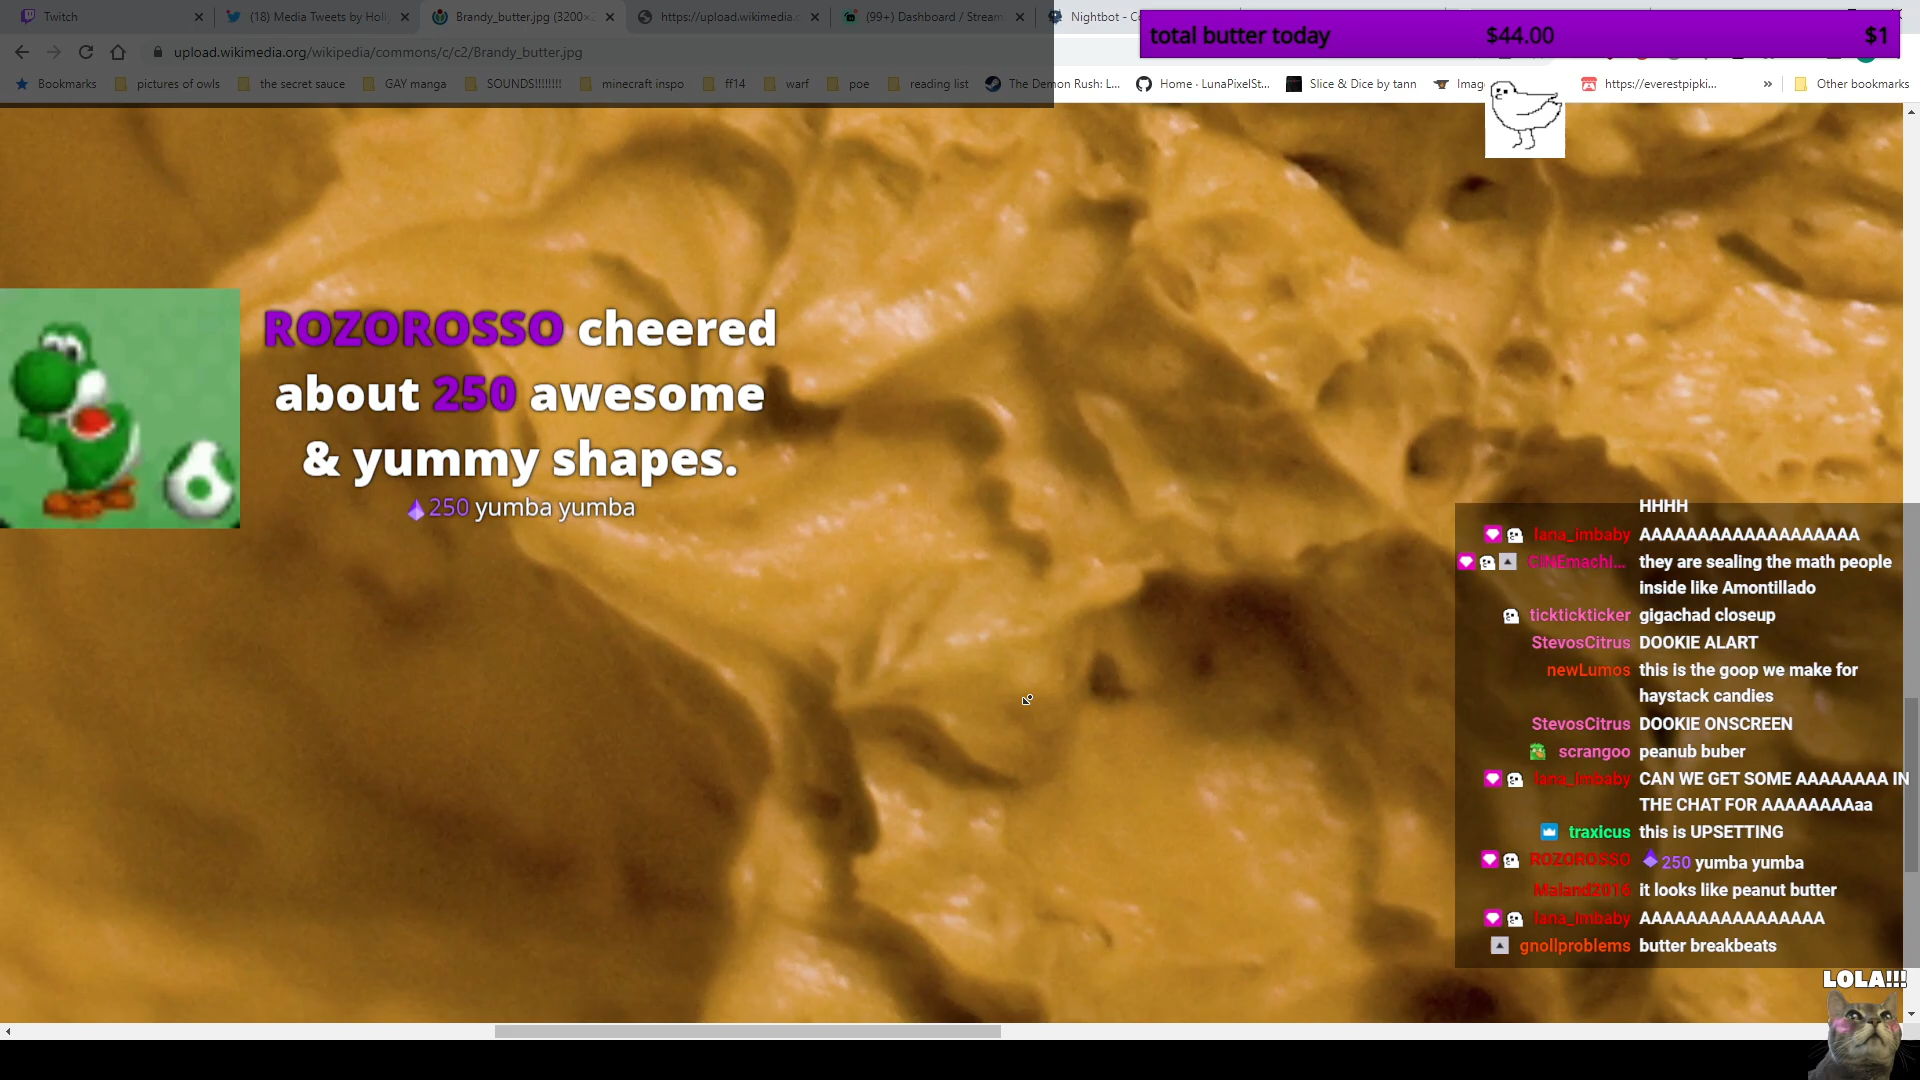 Twitch
(18) Media Tweets by Holl
Brandy_butter.jpg (3200×2
https://upload.wikimedia.c
(99+) Dashboard / Stream
Nightbot - C
total butter today $44.00 $1
upload.wikimedia.org/wikipedia/commons/c/c2/Brandy_butter.jpg
Bookmarks pictures of owls the secret sauce GAY manga SOUNDS!!!!!!!! minecraft inspo ff14 warf poe reading list The Demon Rush: L... Home · LunaPixelSt... Slice & Dice by tann Imag https://everestpipki... » Other bookmarks
ROZOROSSO cheered
about 250 awesome
& yummy shapes.
250 yumba yumba
HHHH
lana_imbaby AAAAAAAAAAAAAAAAAAA
CINEmachi... they are sealing the math people
inside like Amontillado
ticktickticker gigachad closeup
StevosCitrus DOOKIE ALART
newLumos this is the goop we make for
haystack candies
StevosCitrus DOOKIE ONSCREEN
scrangoo peanub buber
lana_imbaby CAN WE GET SOME AAAAAAAA IN
THE CHAT FOR AAAAAAAAaa
traxicus this is UPSETTING
ROZOROSSO 250 yumba yumba
Maland2016 it looks like peanut butter
lana_imbaby AAAAAAAAAAAAAAAA
gnollproblems butter breakbeats
LOLA!!!